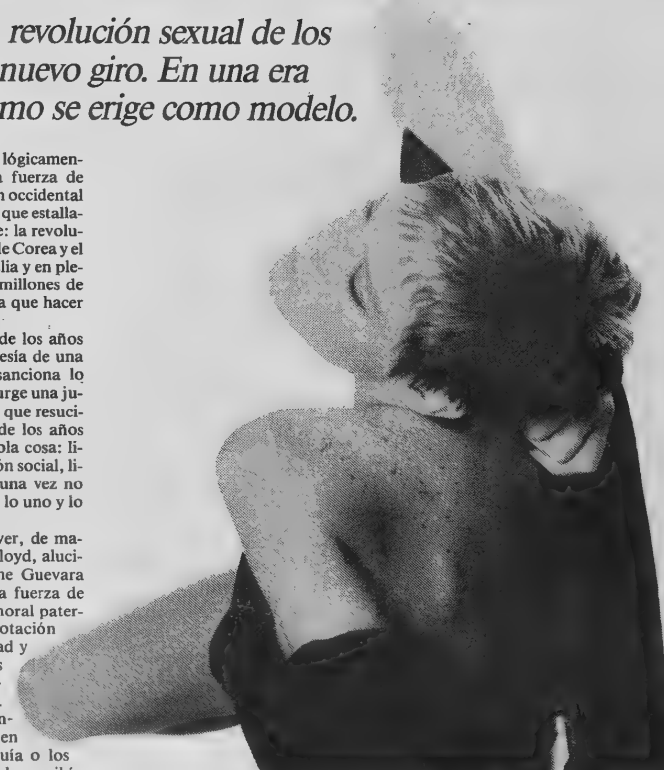 revolución sexual de los
nuevo giro. En una era
mo se erige como modelo.
lógicamen-
fuerza de
occidental
que estalla-
e: la revolu-
le Corea y el
lia y en ple-
millones de
a que hacer
de los años
esía de una
sanciona lo
urge una ju-
que resuci-
de los años
ola cosa: li-
ón social, li-
una vez no
lo uno y lo
ver, de ma-
loyd, aluci-
ne Guevara
a fuerza de
noral pater-
otación
ad y
s
n-
en
uía o los